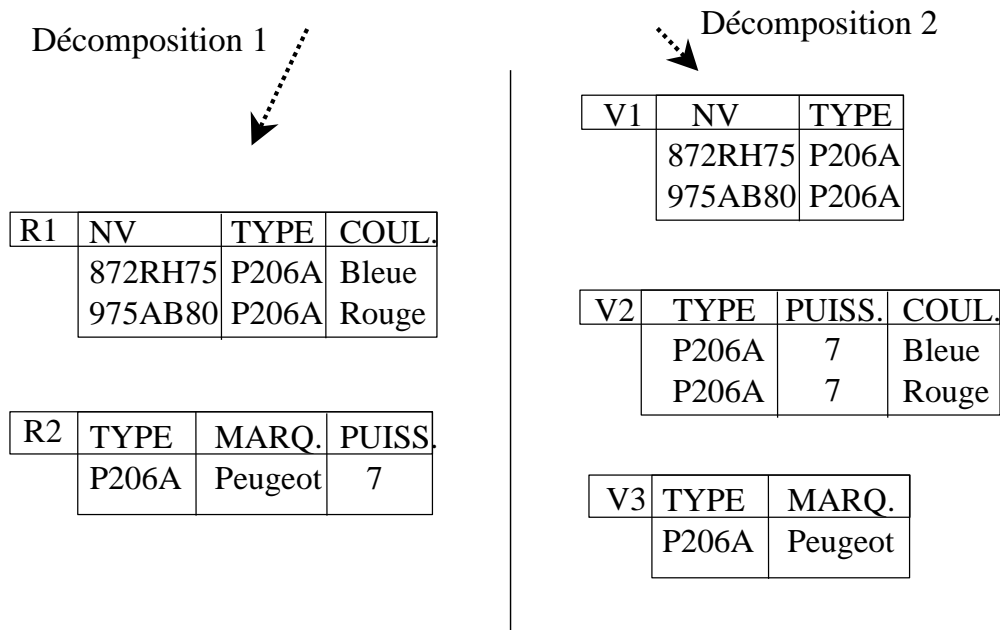 Décomposition 1
R1 NV TYPE COUL.
872RH75 P206A Bleue
975AB80 P206A Rouge
R2 TYPE MARQ. PUISS.
P206A Peugeot 7
Décomposition 2
V1 NV TYPE
872RH75 P206A
975AB80 P206A
V2 TYPE PUISS. COUL.
P206A 7 Bleue
P206A 7 Rouge
V3 TYPE MARQ.
P206A Peugeot